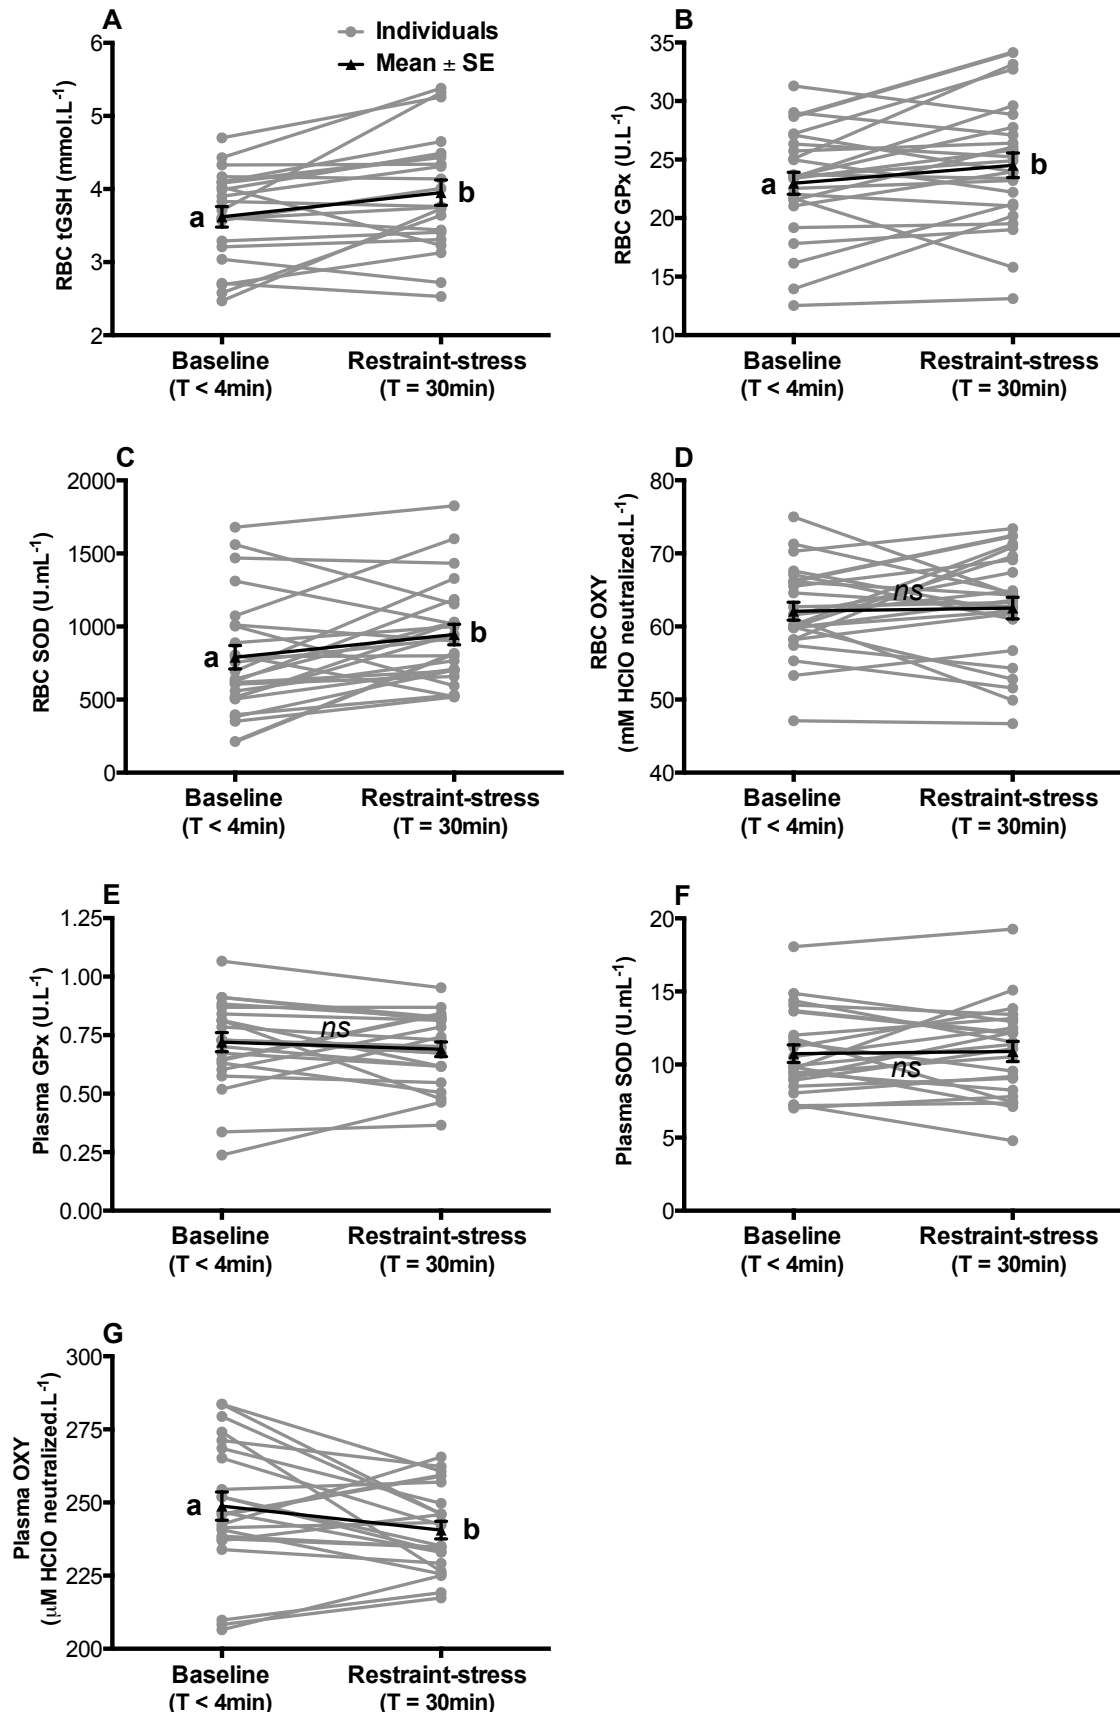 A
Individuals
Mean ± SE
RBC tGSH (mmol.L-1)
6
5
4
3
2
a
b
Baseline
(T < 4min)
Restraint-stress
(T = 30min)
B
RBC GPx (U.L-1)
35
30
25
20
15
10
a
b
Baseline
(T < 4min)
Restraint-stress
(T = 30min)
C
RBC SOD (U.mL-1)
2000
1500
1000
500
0
a
b
Baseline
(T < 4min)
Restraint-stress
(T = 30min)
D
RBC OXY
(mM HClO neutralized.L-1)
80
70
60
50
40
ns
Baseline
(T < 4min)
Restraint-stress
(T = 30min)
E
Plasma GPx (U.L-1)
1.25
1.00
0.75
0.50
0.25
0.00
ns
Baseline
(T < 4min)
Restraint-stress
(T = 30min)
F
Plasma SOD (U.mL-1)
20
15
10
5
0
ns
Baseline
(T < 4min)
Restraint-stress
(T = 30min)
G
Plasma OXY
(μM HClO neutralized.L-1)
300
275
250
225
200
a
b
Baseline
(T < 4min)
Restraint-stress
(T = 30min)